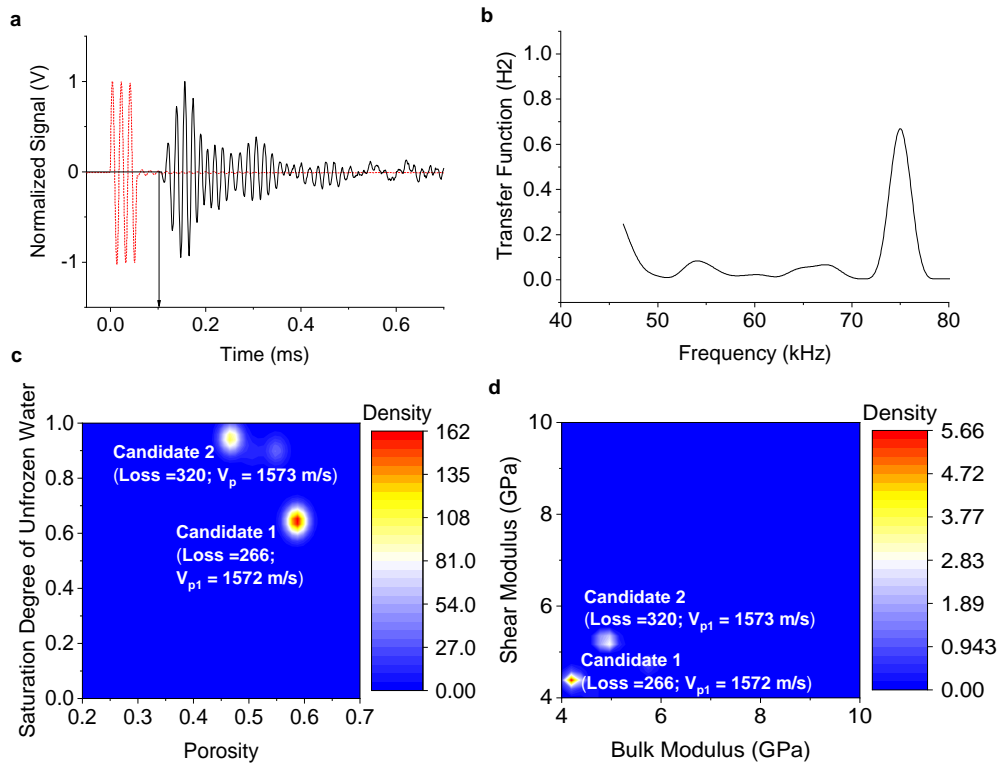 a
Normalized Signal (V)
1
0
-1
0.0 0.2 0.4 0.6
Time (ms)
b
Transfer Function (H2)
1.0
0.8
0.6
0.4
0.2
0.0
40 50 60 70 80
Frequency (kHz)
c
Saturation Degree of Unfrozen Water
1.0
0.8
0.6
0.4
0.2
0.0
0.2 0.3 0.4 0.5 0.6 0.7
Porosity
Candidate 2
(Loss =320; Vp = 1573 m/s)
Candidate 1
(Loss =266;
Vp1 = 1572 m/s)
Density
162
135
108
81.0
54.0
27.0
0.00
d
Shear Modulus (GPa)
10
8
6
4
4 6 8 10
Bulk Modulus (GPa)
Candidate 2
(Loss =320; Vp1 = 1573 m/s)
Candidate 1
(Loss =266; Vp1 = 1572 m/s)
Density
5.66
4.72
3.77
2.83
1.89
0.943
0.00